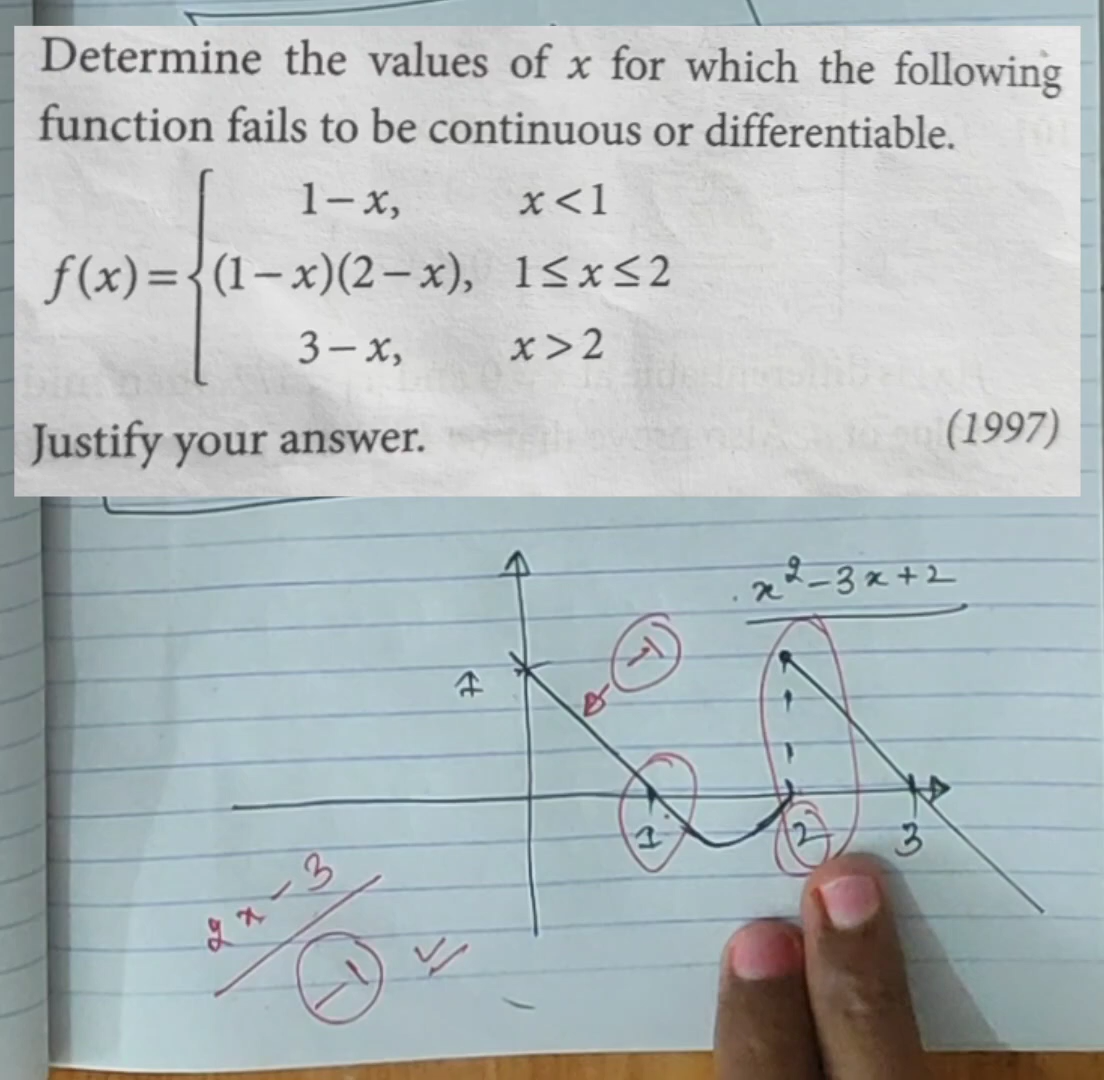 Determine the values of x for which the following
function fails to be continuous or differentiable.
1−x, x<1
f(x)={(1−x)(2−x), 1≤x≤2
3−x, x>2
Justify your answer. (1997)
x²−3x+2
−1
1
1 2 3
2x−3
−1